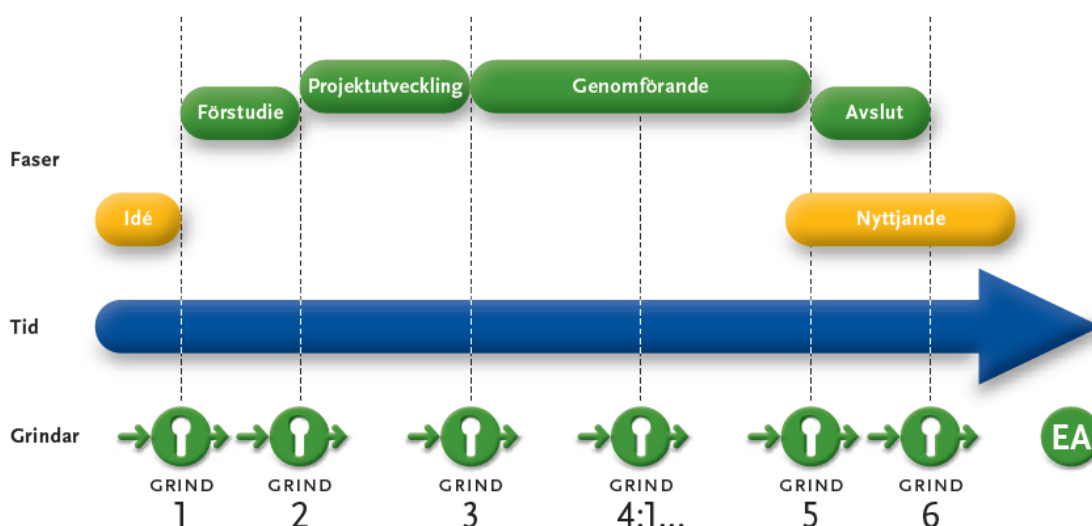 Projektutveckling
Genomförande
Förstudie
Avslut
Faser
Idé
Nyttjande
Tid
Grindar
EA
GRIND
1
GRIND
2
GRIND
3
GRIND
4:1...
GRIND
5
GRIND
6